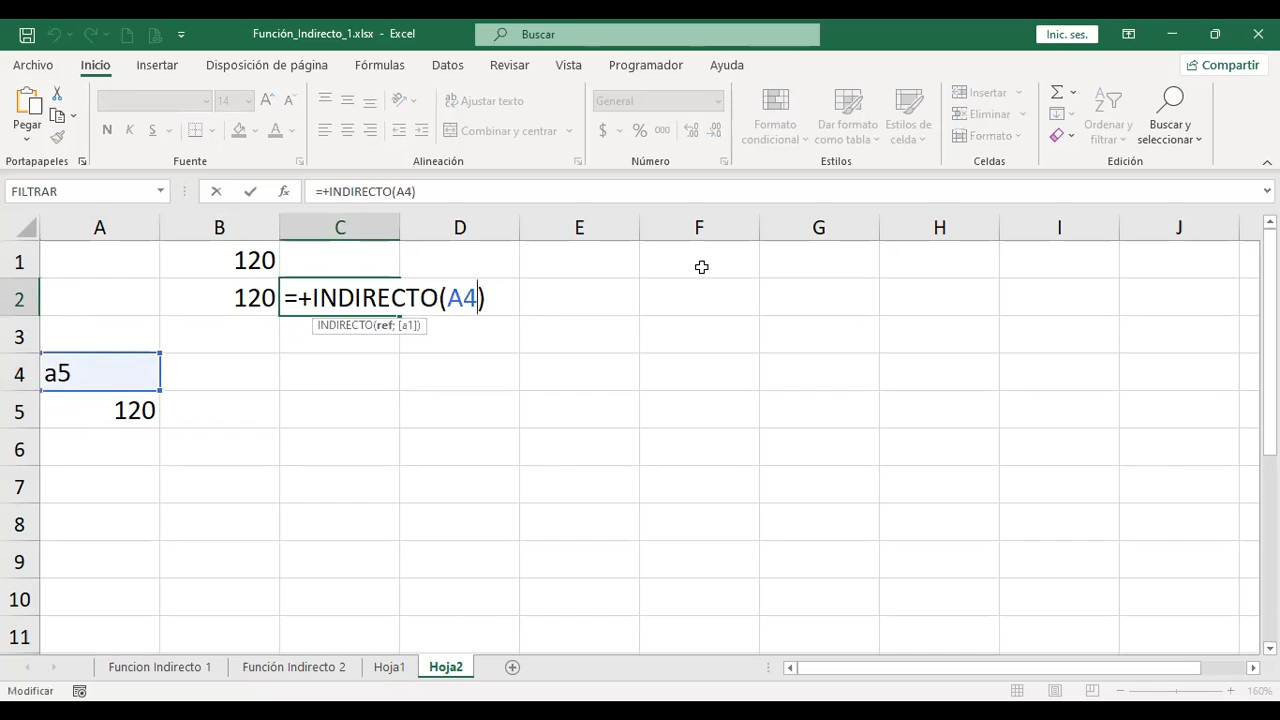 Función_Indirecto_1.xlsx - Excel
Buscar
Inic. ses.
Archivo Inicio Insertar Disposición de página Fórmulas Datos Revisar Vista Programador Ayuda
Compartir
Pegar
14
Ajustar texto
General
N K S
Combinar y centrar
$ % 000
Formato condicional
Dar formato como tabla
Estilos de celda
Insertar
Eliminar
Formato
Ordenar y filtrar
Buscar y seleccionar
Portapapeles Fuente Alineación Número Estilos Celdas Edición
FILTRAR
fx
=+INDIRECTO(A4)
A B C D E F G H I J
1 120
2 120 =+INDIRECTO(A4)
INDIRECTO(ref; [a1])
3
4 a5
5 120
6
7
8
9
10
11
Funcion Indirecto 1 Función Indirecto 2 Hoja1 Hoja2
Modificar
160%